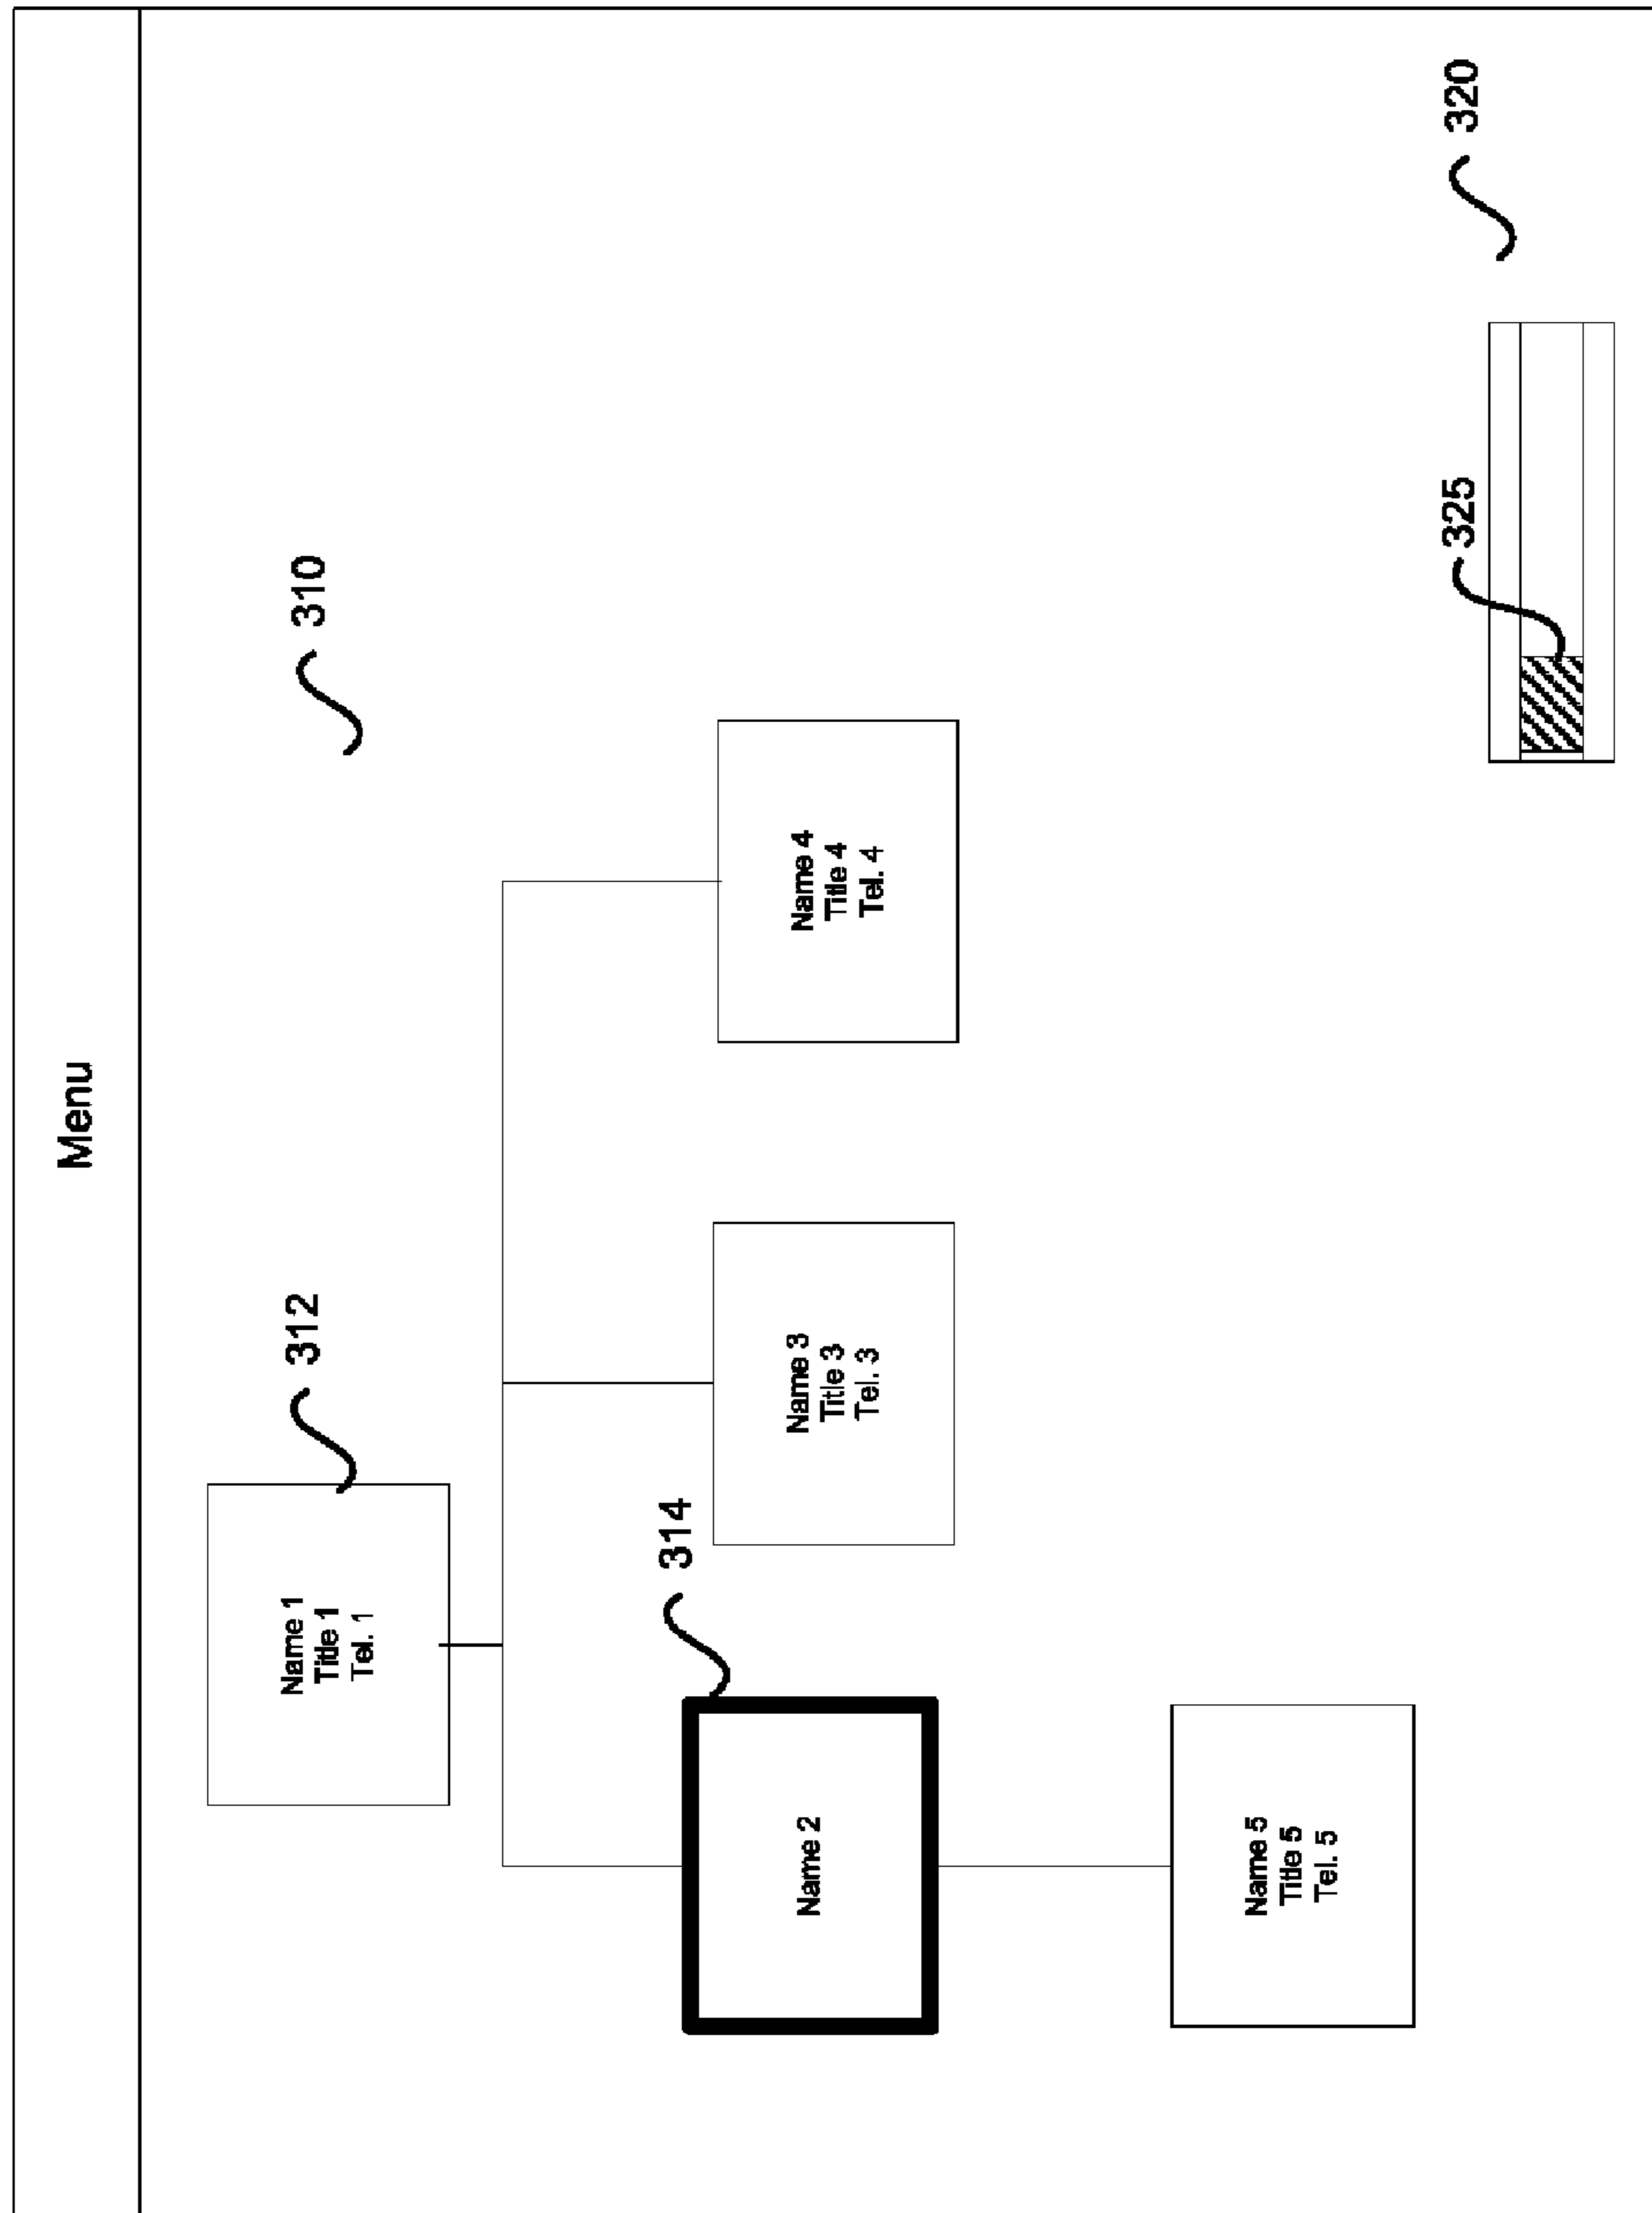 Menu
310
312
Name 1
Title 1
Tel. 1
314
Name 2
Name 3
Title 3
Tel. 3
Name 4
Title 4
Tel. 4
Name 5
Title 5
Tel. 5
325
320